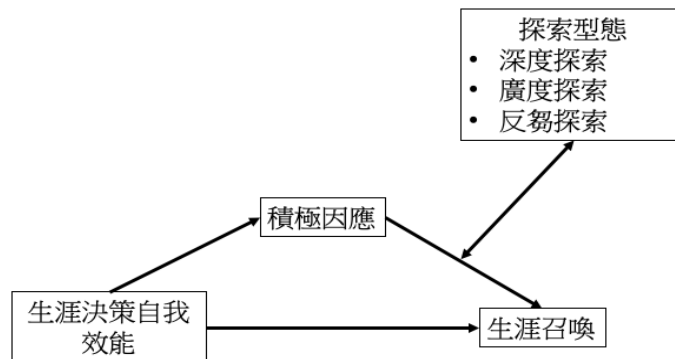 探索型態
• 深度探索
• 廣度探索
• 反芻探索
積極因應
生涯決策自我
效能
生涯召喚